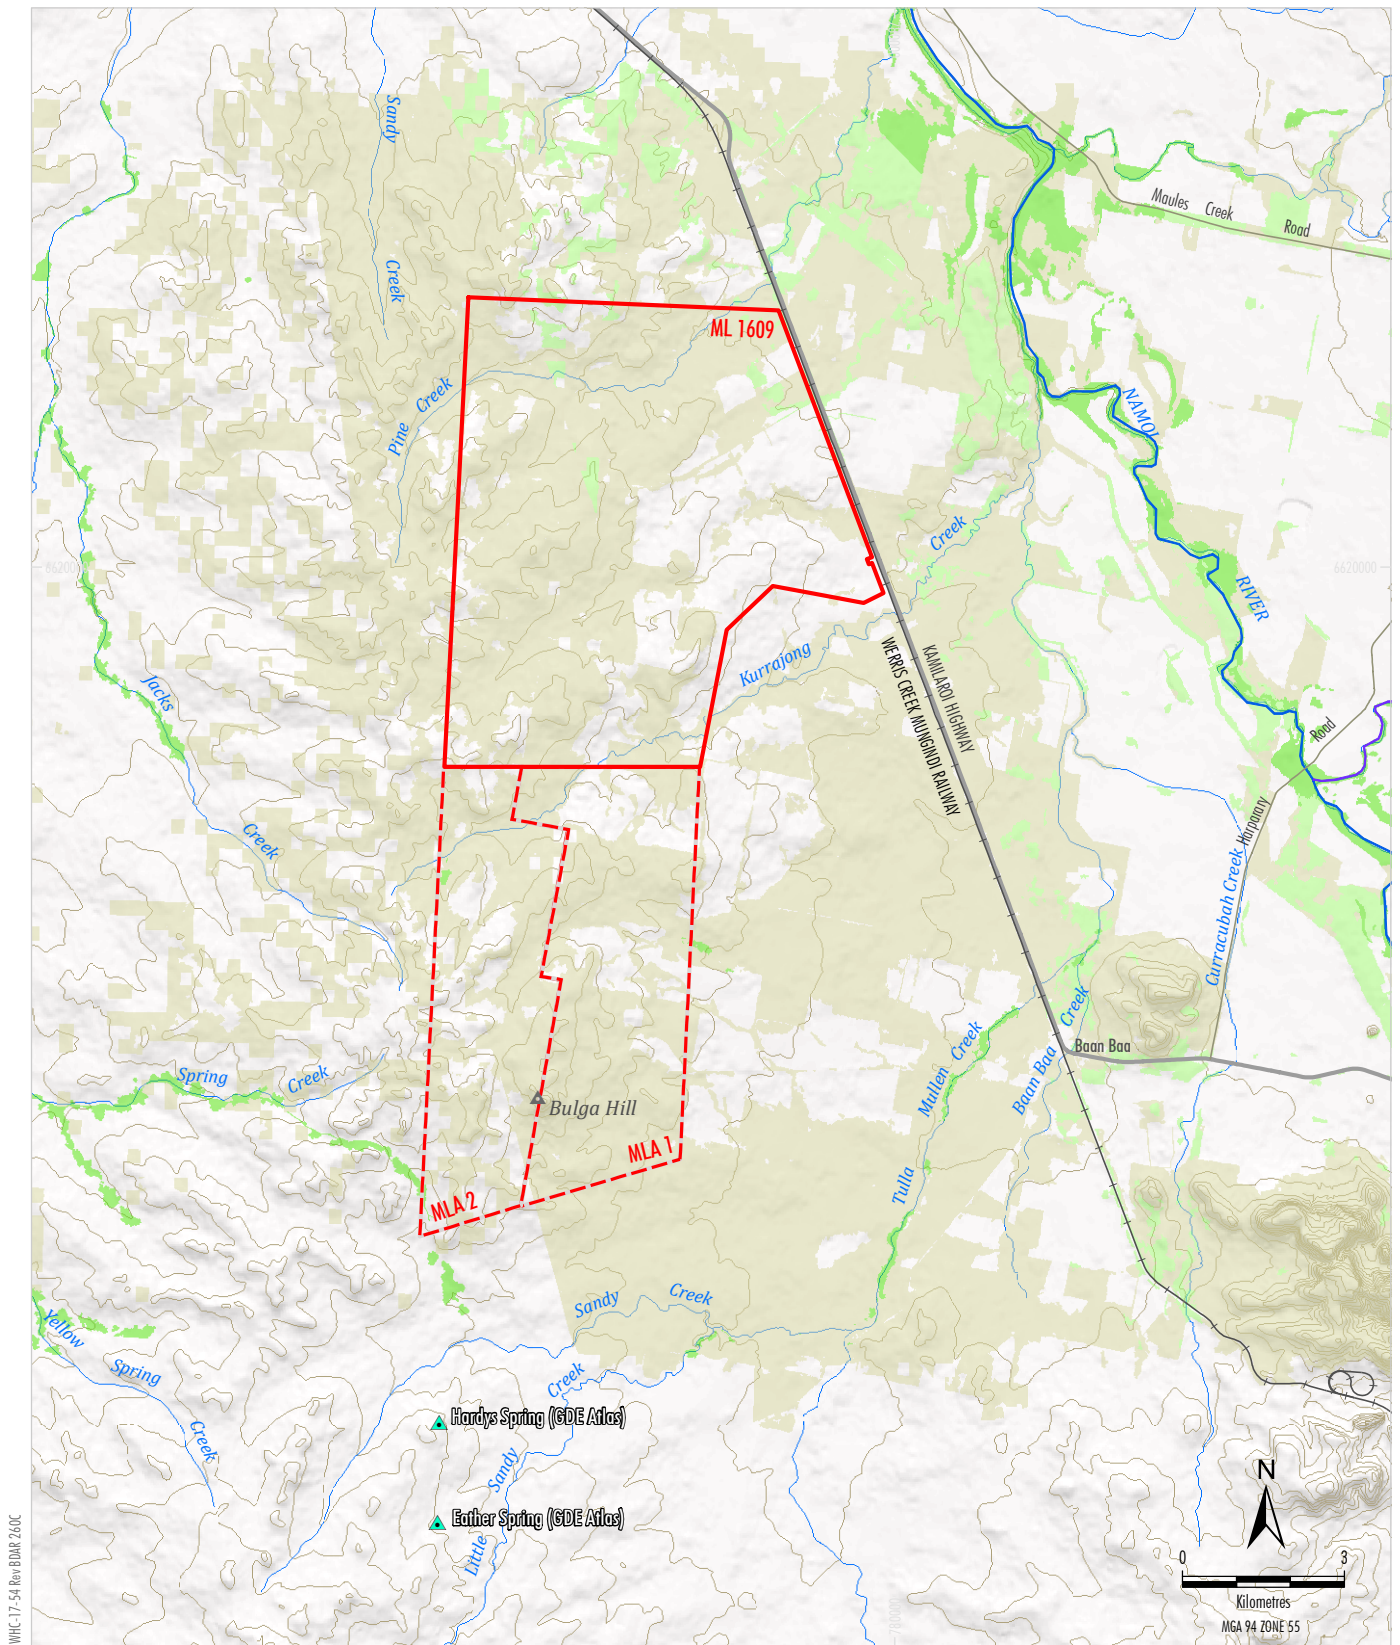 Sandy
Creek
Maules Creek Road
ML 1609
Pine Creek
NAMOI
RIVER
8620000
6620000
Creek
Kurrajong
KAMILAROI HIGHWAY
WERRIS CREEK MUNGINDI RAILWAY
Jacks
Creek
Harparary Road
Curracubah Creek
Spring Creek
Mullen Creek
Tulla
Baan Baa Creek
Baan Baa
Bulga Hill
MLA 1
MLA 2
Sandy Creek
Yellow Spring Creek
Creek
Sandy
Little
Hardys Spring (GDE Atlas)
Eather Spring (GDE Atlas)
N
0 3
Kilometres
MGA 94 ZONE 55
WHC-17-54 Rev BDAR 260C